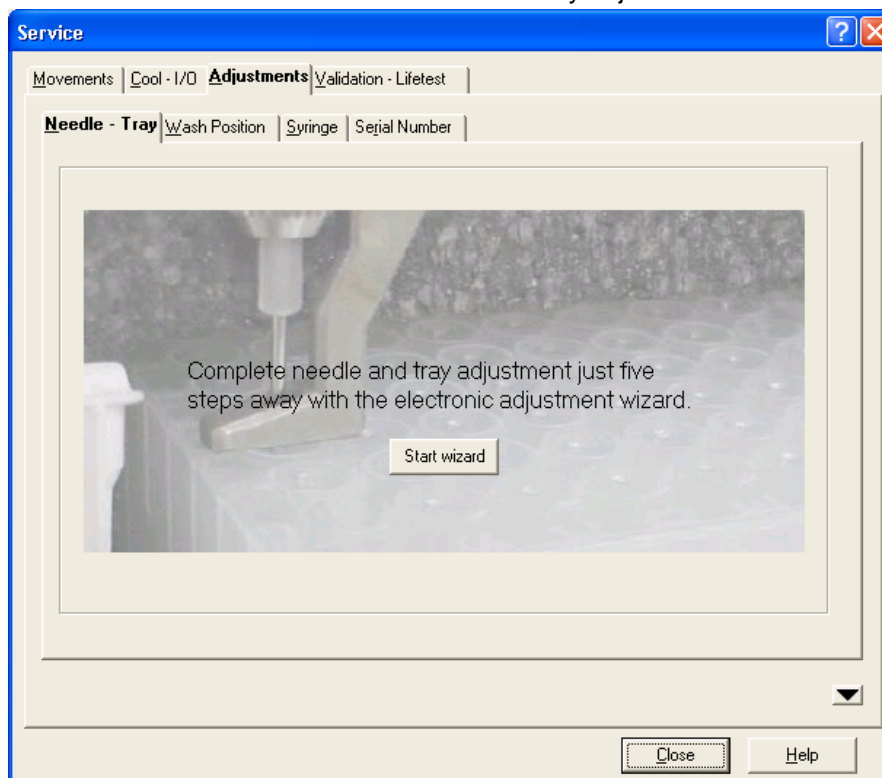 Service
Movements Cool - I/O Adjustments Validation - Lifetest
Needle - Tray Wash Position Syringe Serial Number
Complete needle and tray adjustment just five
steps away with the electronic adjustment wizard.
Start wizard
Close Help